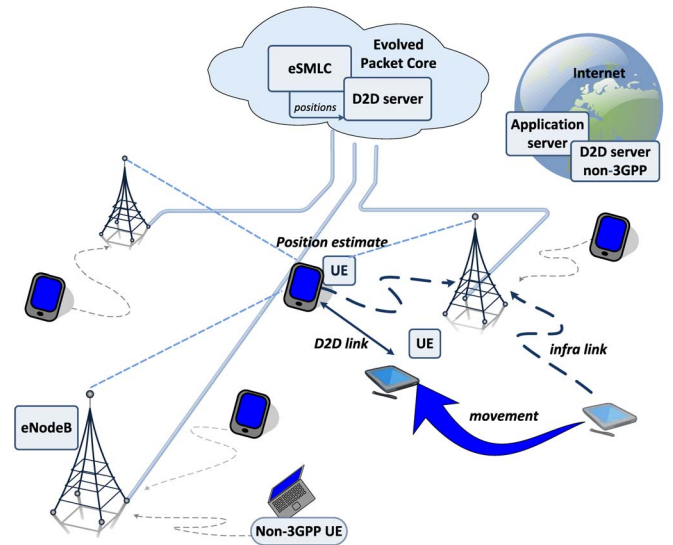 Evolved
Packet Core
eSMLC
D2D server
positions
Internet
Application
server
D2D server
non-3GPP
Position estimate
UE
D2D link
UE
infra link
movement
eNodeB
Non-3GPP UE